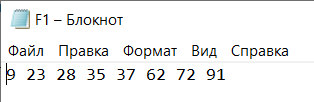 F1 – Блокнот
Файл Правка Формат Вид Справка
9 23 28 35 37 62 72 91